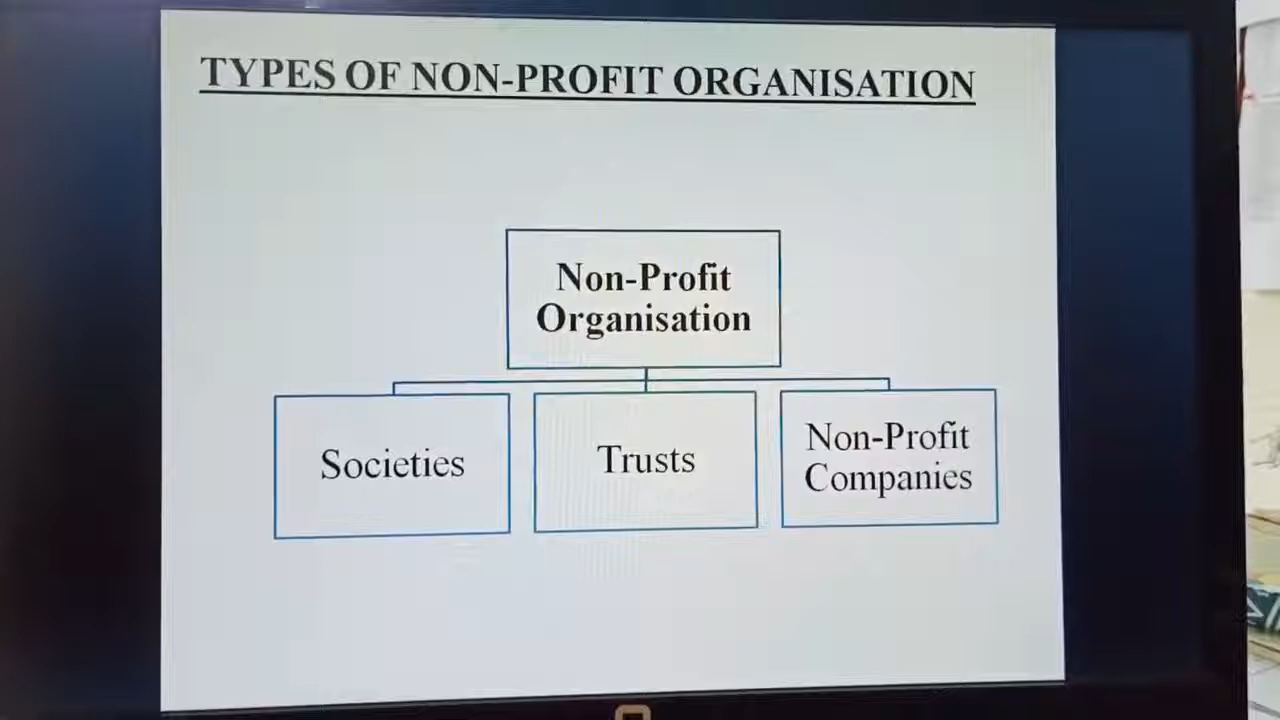 TYPES OF NON-PROFIT ORGANISATION
Non-Profit
Organisation
Societies
Trusts
Non-Profit
Companies